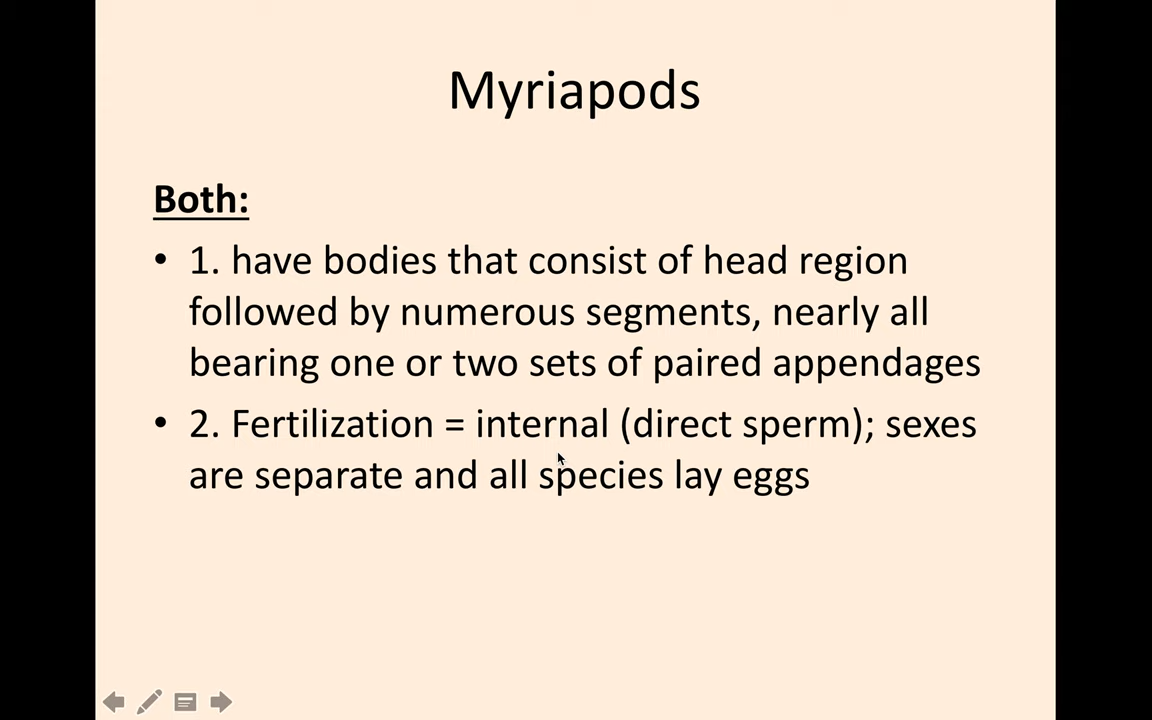 Myriapods
Both:
• 1. have bodies that consist of head region
followed by numerous segments, nearly all
bearing one or two sets of paired appendages
• 2. Fertilization = internal (direct sperm); sexes
are separate and all species lay eggs